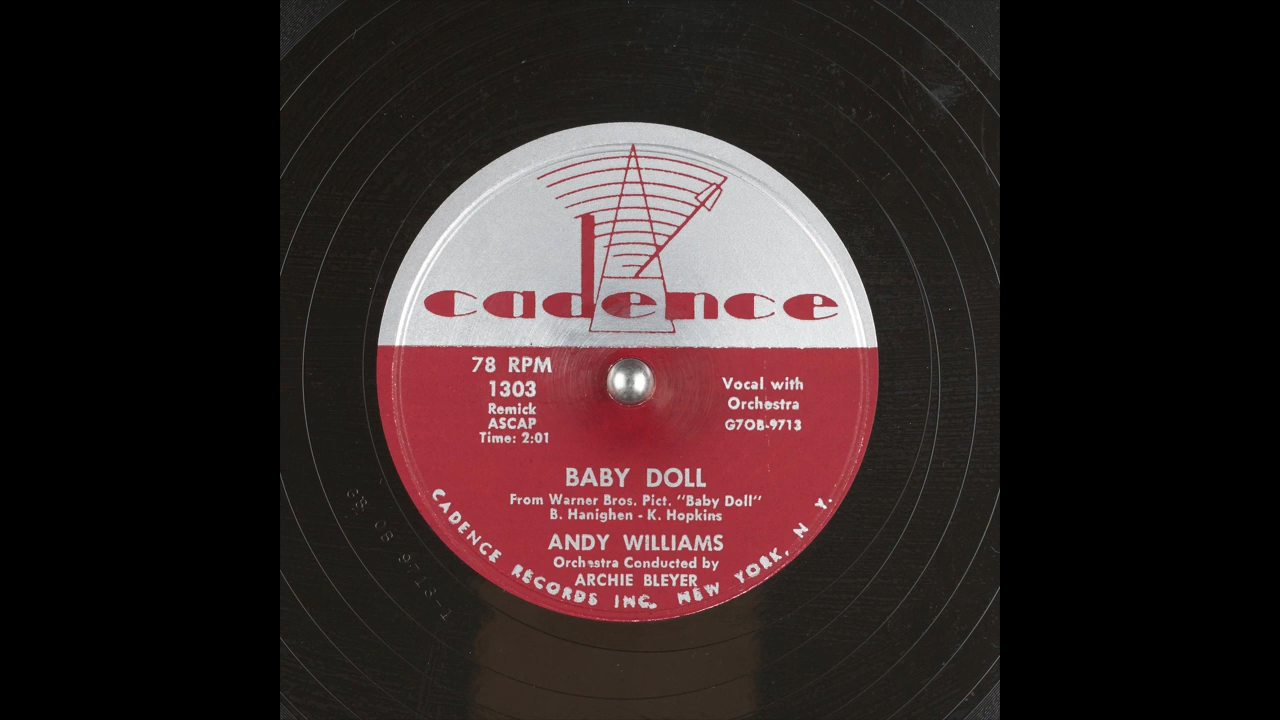 cadence
78 RPM
1303
Remick
ASCAP
Time: 2:01
Vocal with
Orchestra
G7OB-9713
BABY DOLL
From Warner Bros. Pict. "Baby Doll"
B. Hanighen - K. Hopkins
ANDY WILLIAMS
Orchestra Conducted by
ARCHIE BLEYER
CADENCE RECORDS INC. NEW YORK, N. Y.